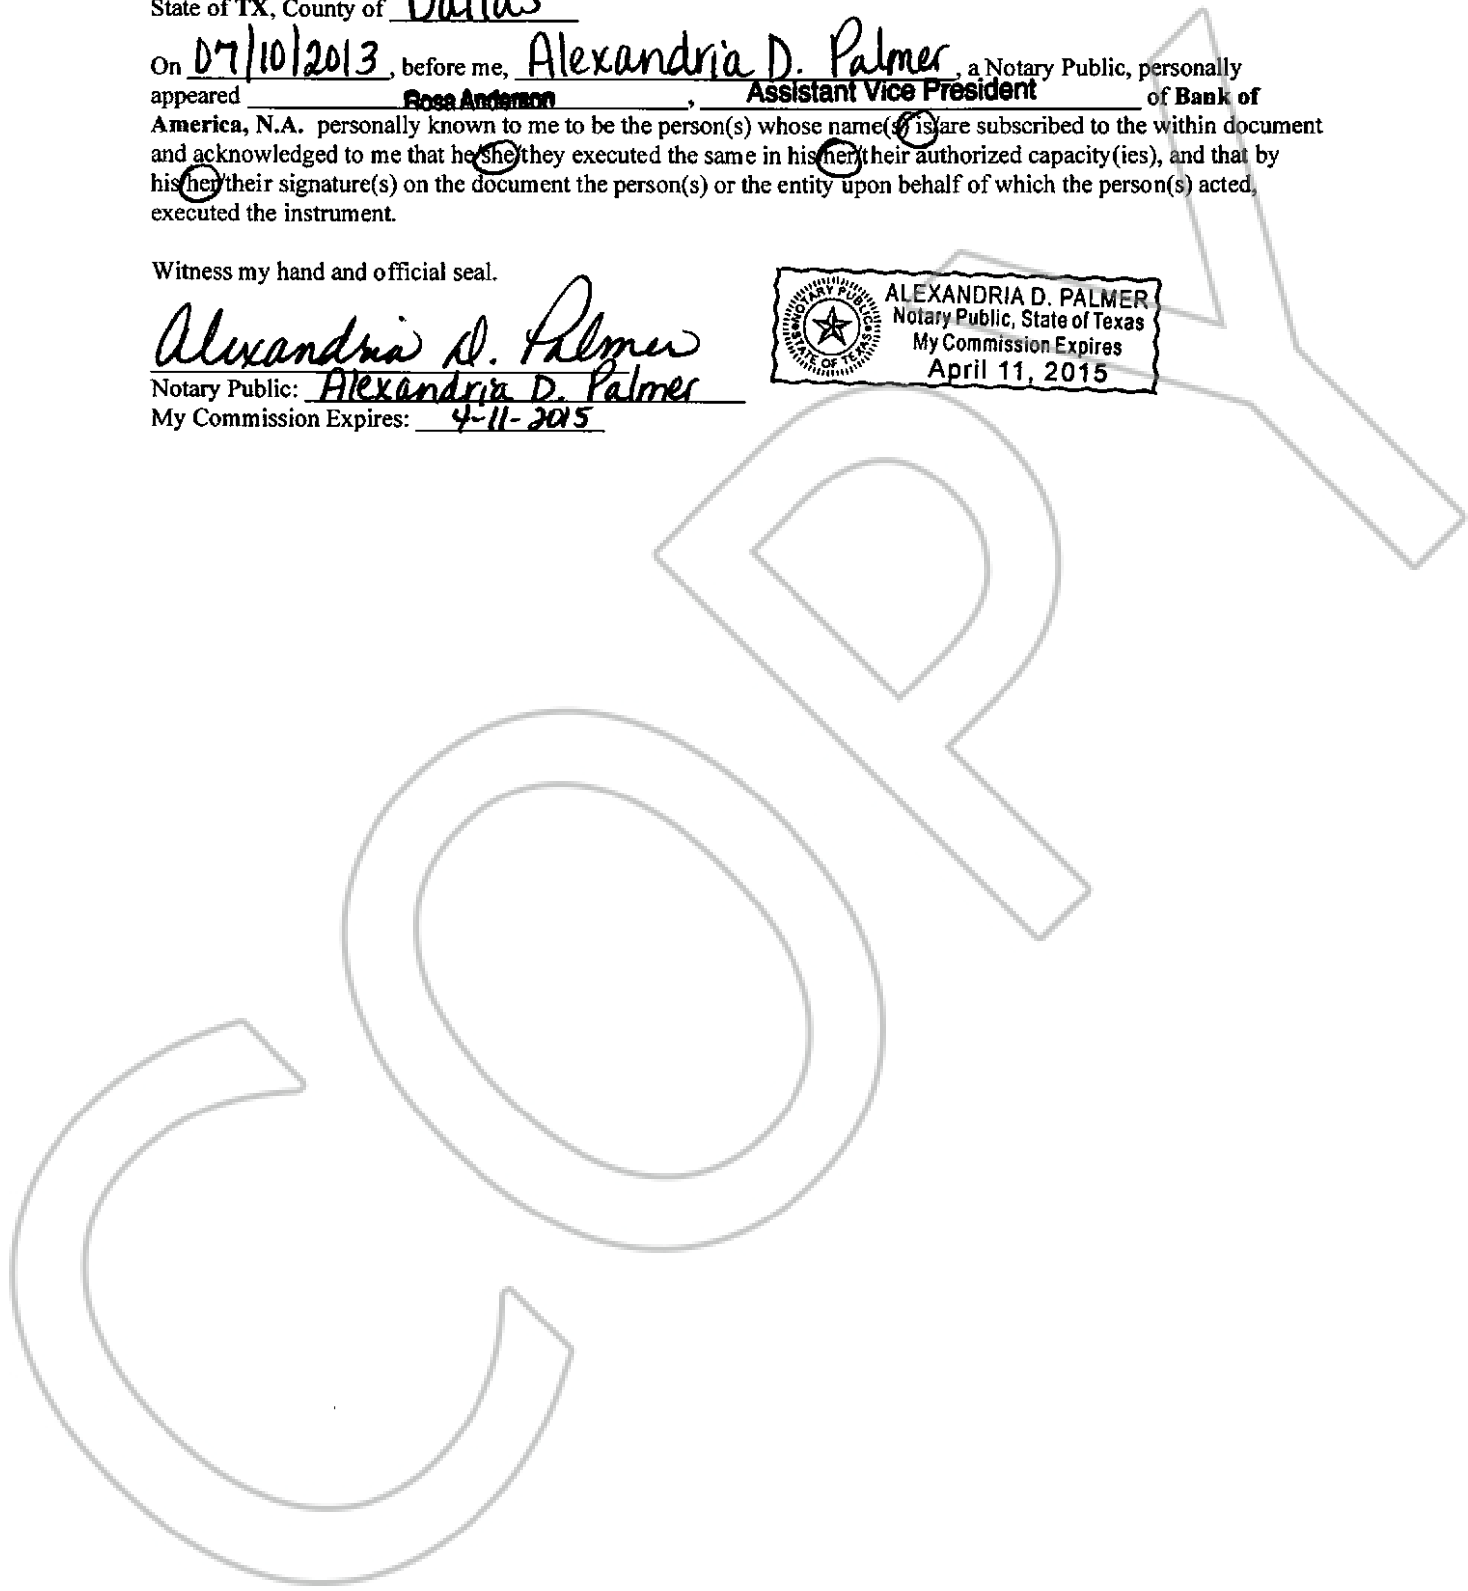 State of TX, County of Dallas
On 07/10/2013, before me, Alexandria D. Palmer, a Notary Public, personally
appeared Rosa Anderson, Assistant Vice President of Bank of
America, N.A. personally known to me to be the person(s) whose name(s) is/are subscribed to the within document
and acknowledged to me that he/she/they executed the same in his/her/their authorized capacity(ies), and that by
his/her/their signature(s) on the document the person(s) or the entity upon behalf of which the person(s) acted,
executed the instrument.
Witness my hand and official seal.
Alexandria D. Palmer
Notary Public: Alexandria D. Palmer
My Commission Expires: 4-11-2015
NOTARY PUBLIC
STATE OF TEXAS
ALEXANDRIA D. PALMER
Notary Public, State of Texas
My Commission Expires
April 11, 2015
COPY